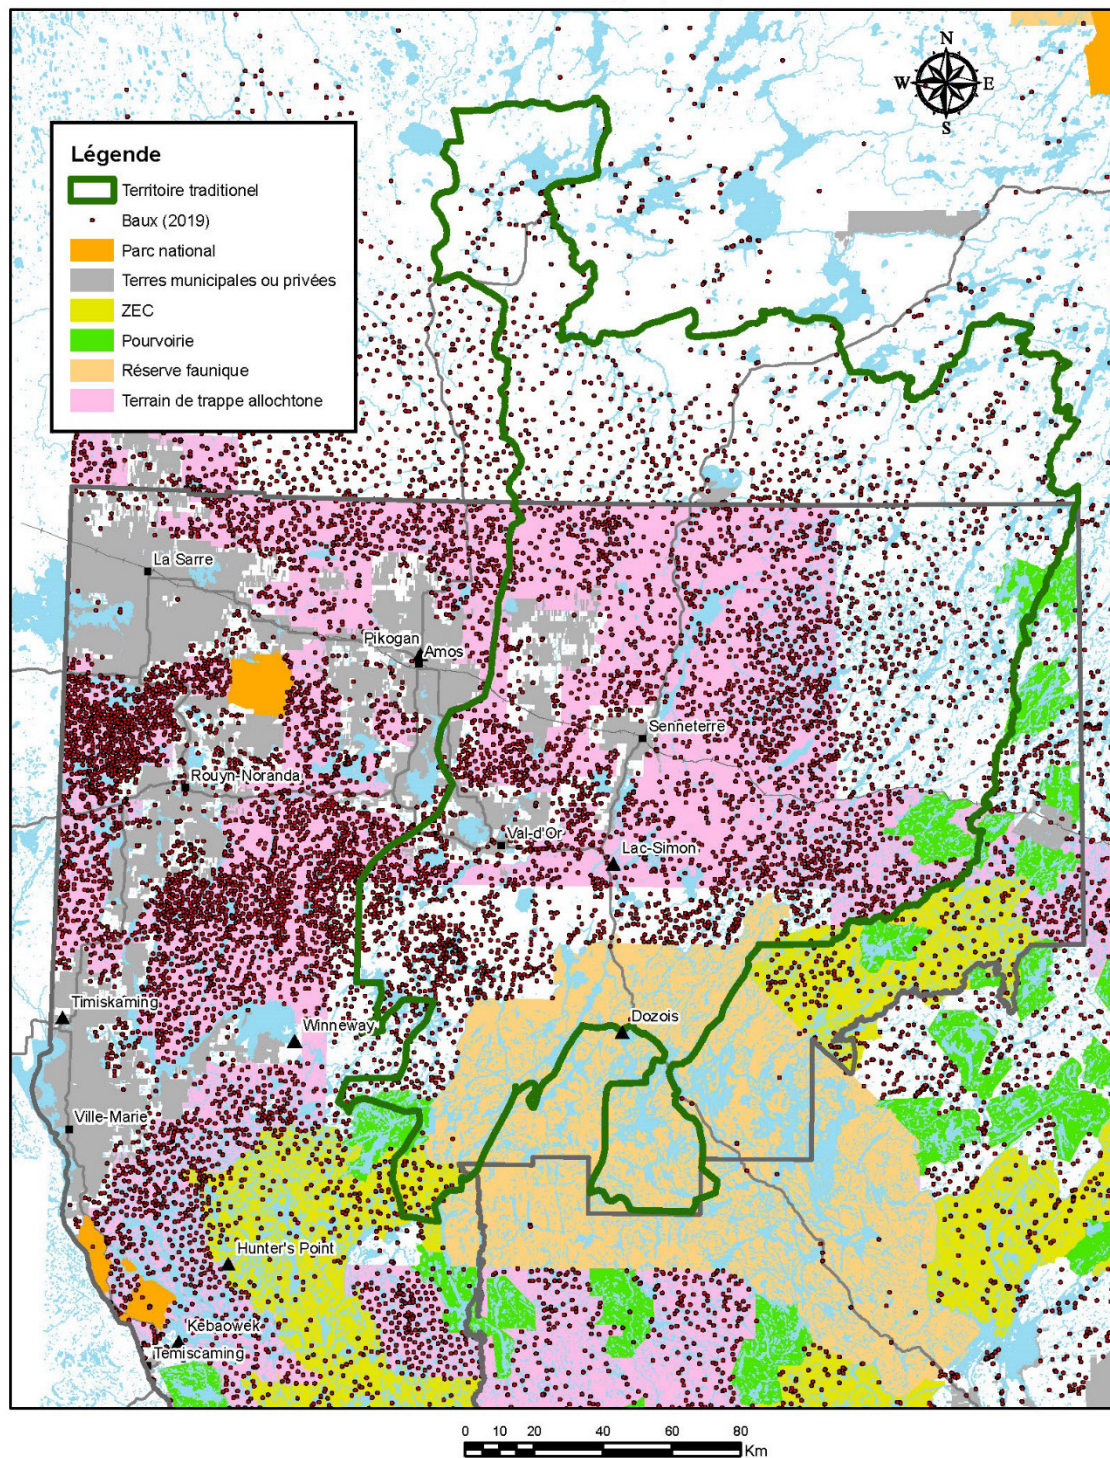 N
W E
S
Légende
Territoire traditionel
Baux (2019)
Parc national
Terres municipales ou privées
ZEC
Pourvoirie
Réserve faunique
Terrain de trappe allochtone
La Sarre
Pikogan
Amos
Senneterre
Rouyn-Noranda
Val-d'Or
Lac-Simon
Timiskaming
Winneway
Dozois
Ville-Marie
Hunter's Point
Kebaowek
Témiscaming
0 10 20 40 60 80
Km